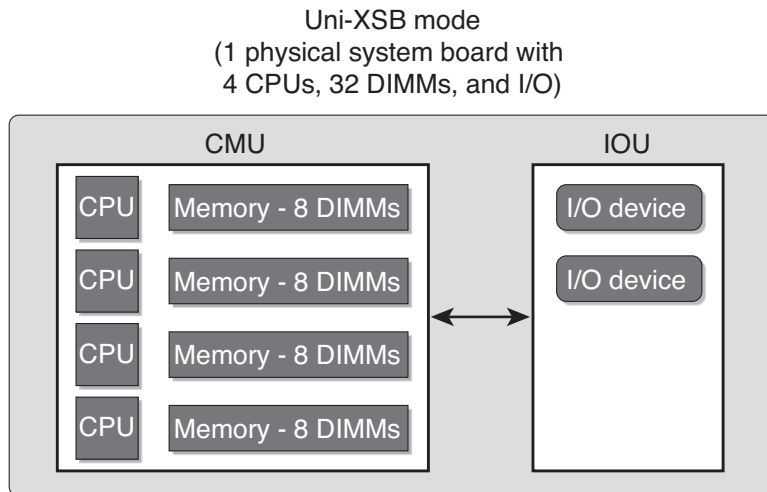 Uni-XSB mode
(1 physical system board with
4 CPUs, 32 DIMMs, and I/O)
CMU
IOU
CPU
Memory - 8 DIMMs
I/O device
CPU
Memory - 8 DIMMs
I/O device
CPU
Memory - 8 DIMMs
CPU
Memory - 8 DIMMs